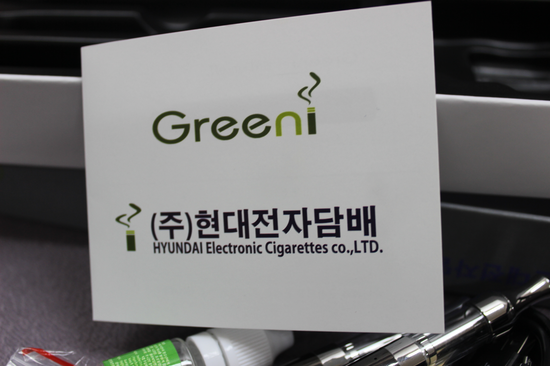 Greeni
(주)현대전자담배
HYUNDAI Electronic Cigarettes co.,LTD.